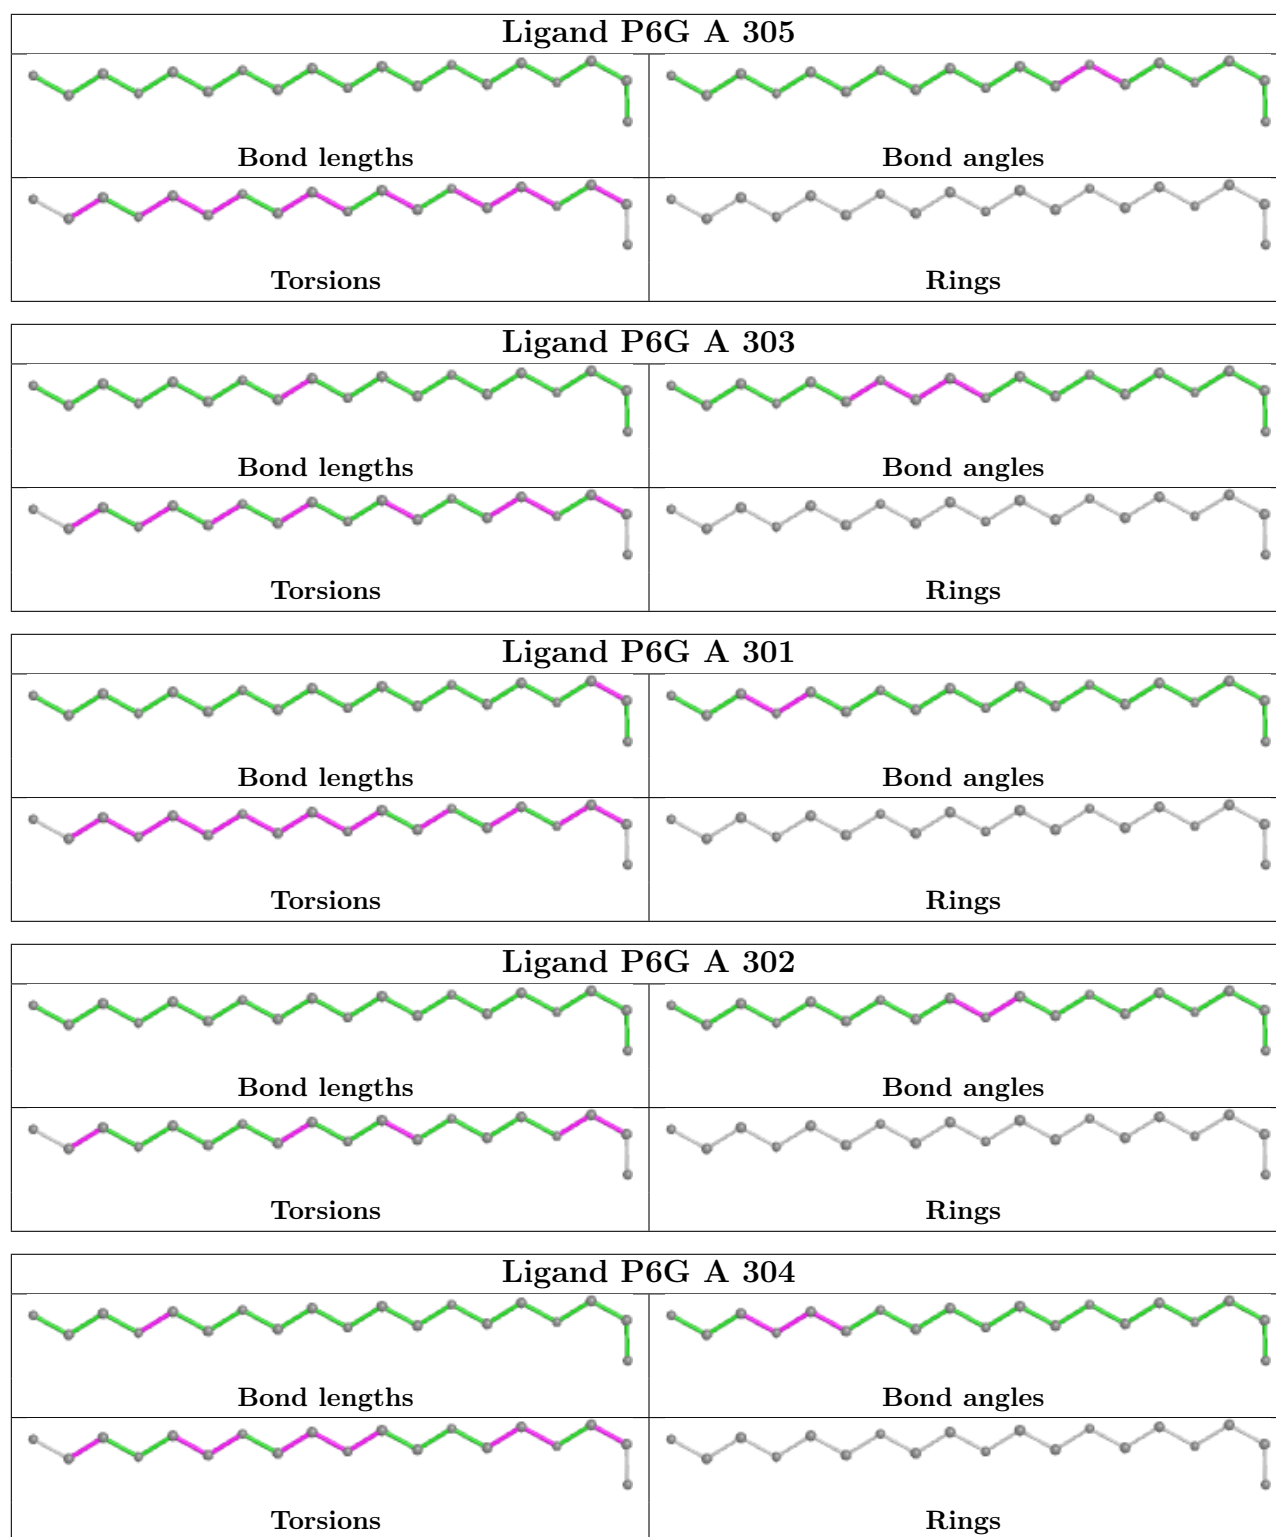 Ligand P6G A 305
Bond lengths
Bond angles
Torsions
Rings
Ligand P6G A 303
Bond lengths
Bond angles
Torsions
Rings
Ligand P6G A 301
Bond lengths
Bond angles
Torsions
Rings
Ligand P6G A 302
Bond lengths
Bond angles
Torsions
Rings
Ligand P6G A 304
Bond lengths
Bond angles
Torsions
Rings